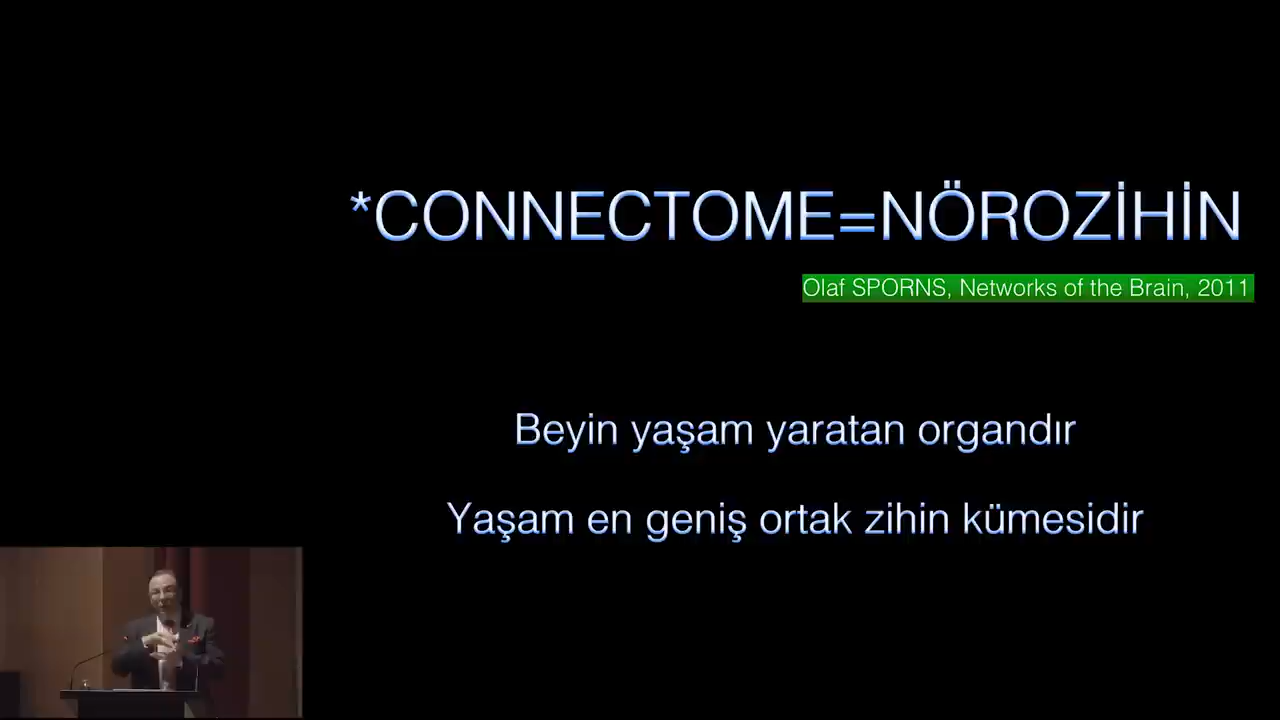 *CONNECTOME=NÖROZİHİN
Olaf SPORNS, Networks of the Brain, 2011
Beyin yaşam yaratan organdır
Yaşam en geniş ortak zihin kümesidir